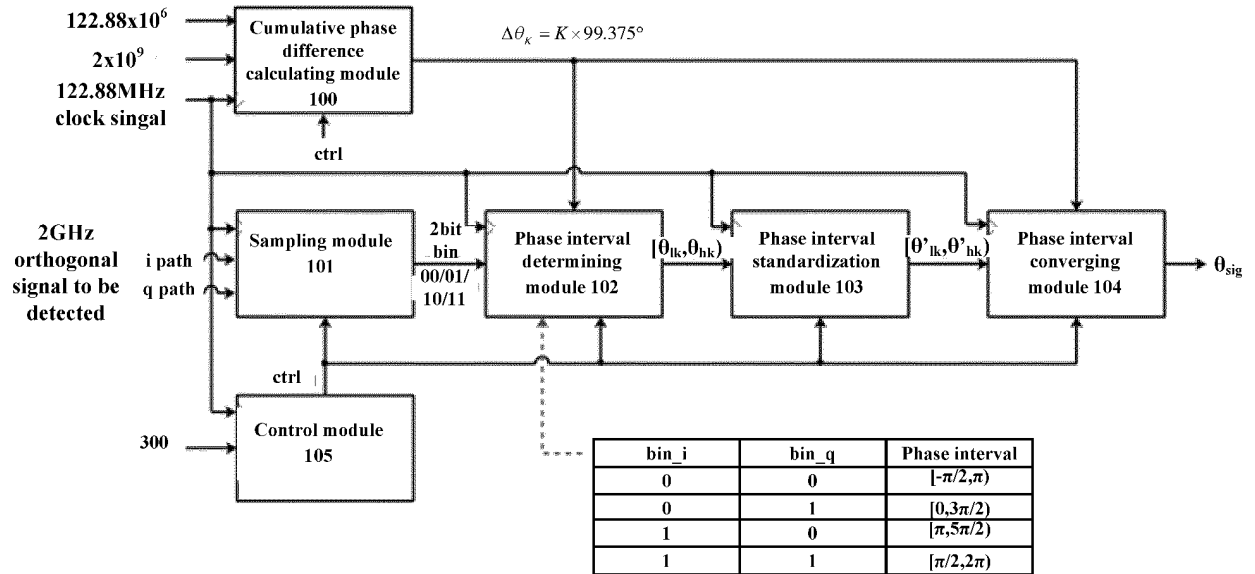 122.88x10⁶
2x10⁹
122.88MHz
clock singal
Cumulative phase
difference
calculating module
100
Δθ_K = K×99.375°
ctrl
2GHz
orthogonal
signal to be
detected
i path
q path
Sampling module
101
2bit
bin
00/01/
10/11
Phase interval
determining
module 102
[θ_lk,θ_hk)
Phase interval
standardization
module 103
[θ'_lk,θ'_hk)
Phase interval
converging
module 104
θ_sig
ctrl
300
Control module
105
bin_i bin_q Phase interval
0 0 [-π/2,π)
0 1 [0,3π/2)
1 0 [π,5π/2)
1 1 [π/2,2π)